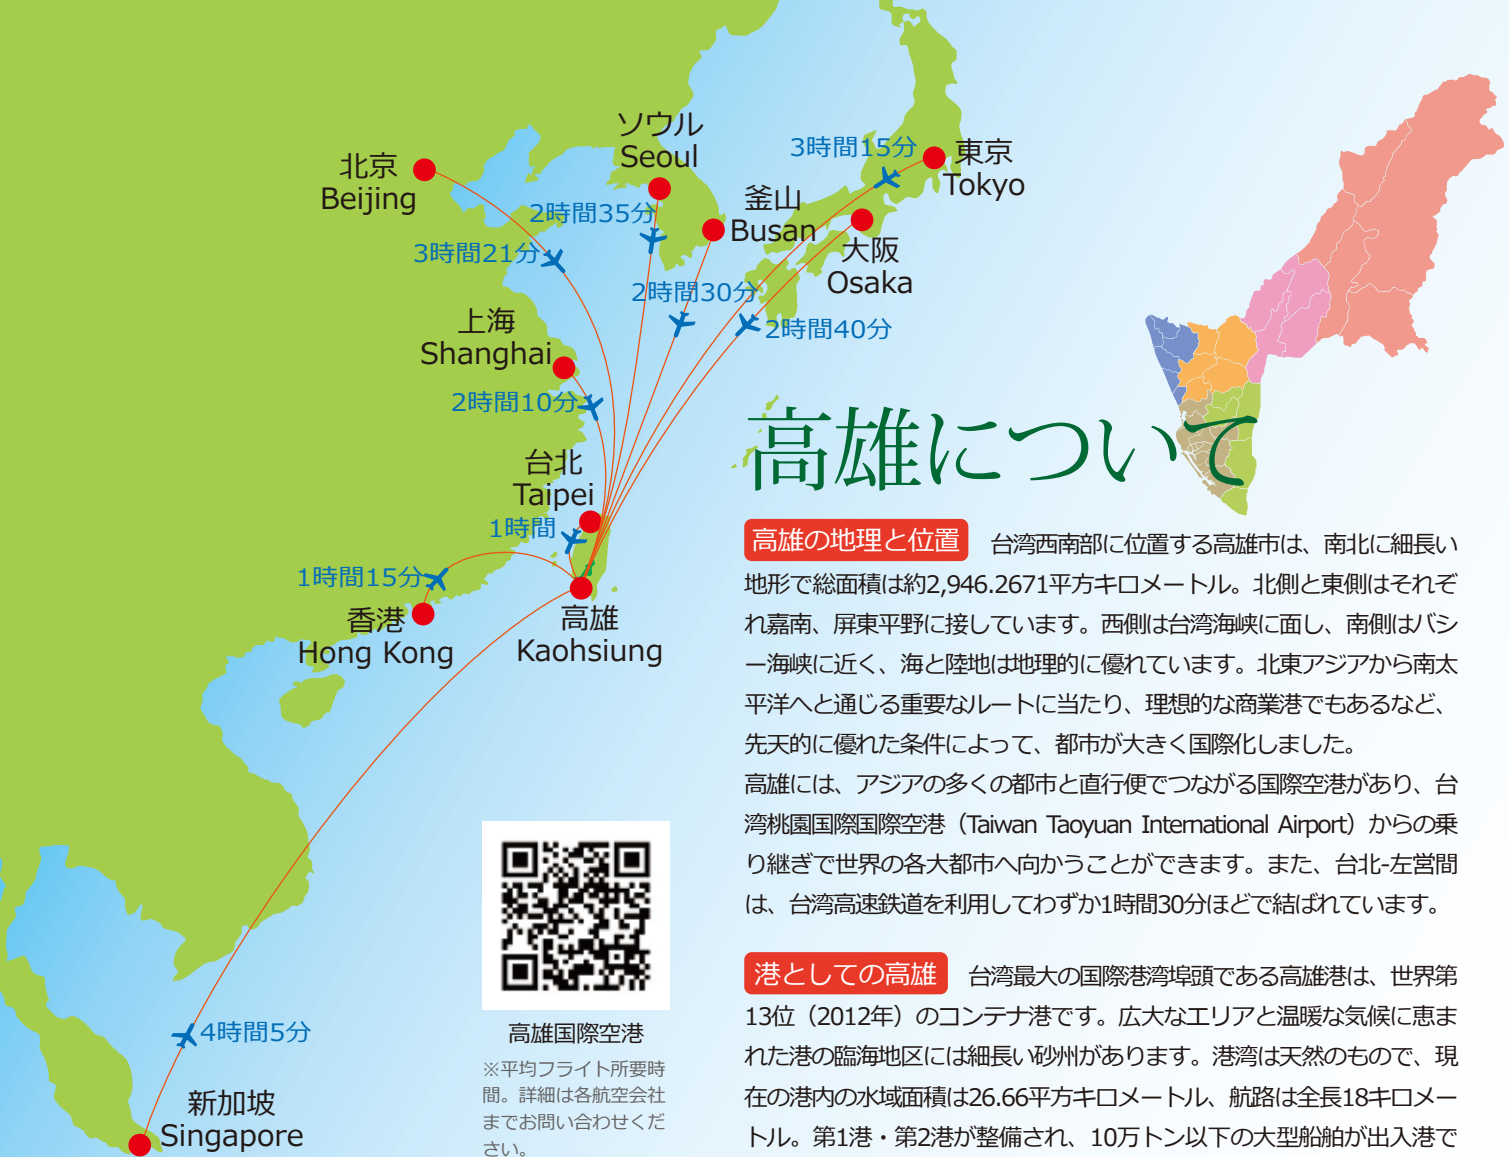 北京
Beijing
ソウル
Seoul
釜山
Busan
東京
Tokyo
大阪
Osaka
3時間15分
2時間35分
3時間21分
2時間30分
2時間40分
上海
Shanghai
2時間10分
台北
Taipei
1時間
1時間15分
香港
Hong Kong
高雄
Kaohsiung
4時間5分
新加坡
Singapore
高雄国際空港
※平均フライト所要時
間。詳細は各航空会社
までお問い合わせくだ
さい。
高雄について
高雄の地理と位置 台湾西南部に位置する高雄市は、南北に細長い
地形で総面積は約2,946.2671平方キロメートル。北側と東側はそれぞ
れ嘉南、屏東平野に接しています。西側は台湾海峡に面し、南側はバシ
ー海峡に近く、海と陸地は地理的に優れています。北東アジアから南太
平洋へと通じる重要なルートに当たり、理想的な商業港でもあるなど、
先天的に優れた条件によって、都市が大きく国際化しました。
高雄には、アジアの多くの都市と直行便でつながる国際空港があり、台
湾桃園国際国際空港（Taiwan Taoyuan International Airport）からの乗
り継ぎで世界の各大都市へ向かうことができます。また、台北-左営間
は、台湾高速鉄道を利用してわずか1時間30分ほどで結ばれています。
港としての高雄 台湾最大の国際港湾埠頭である高雄港は、世界第
13位（2012年）のコンテナ港です。広大なエリアと温暖な気候に恵ま
れた港の臨海地区には細長い砂州があります。港湾は天然のもので、現
在の港内の水域面積は26.66平方キロメートル、航路は全長18キロメー
トル。第1港・第2港が整備され、10万トン以下の大型船舶が出入港で